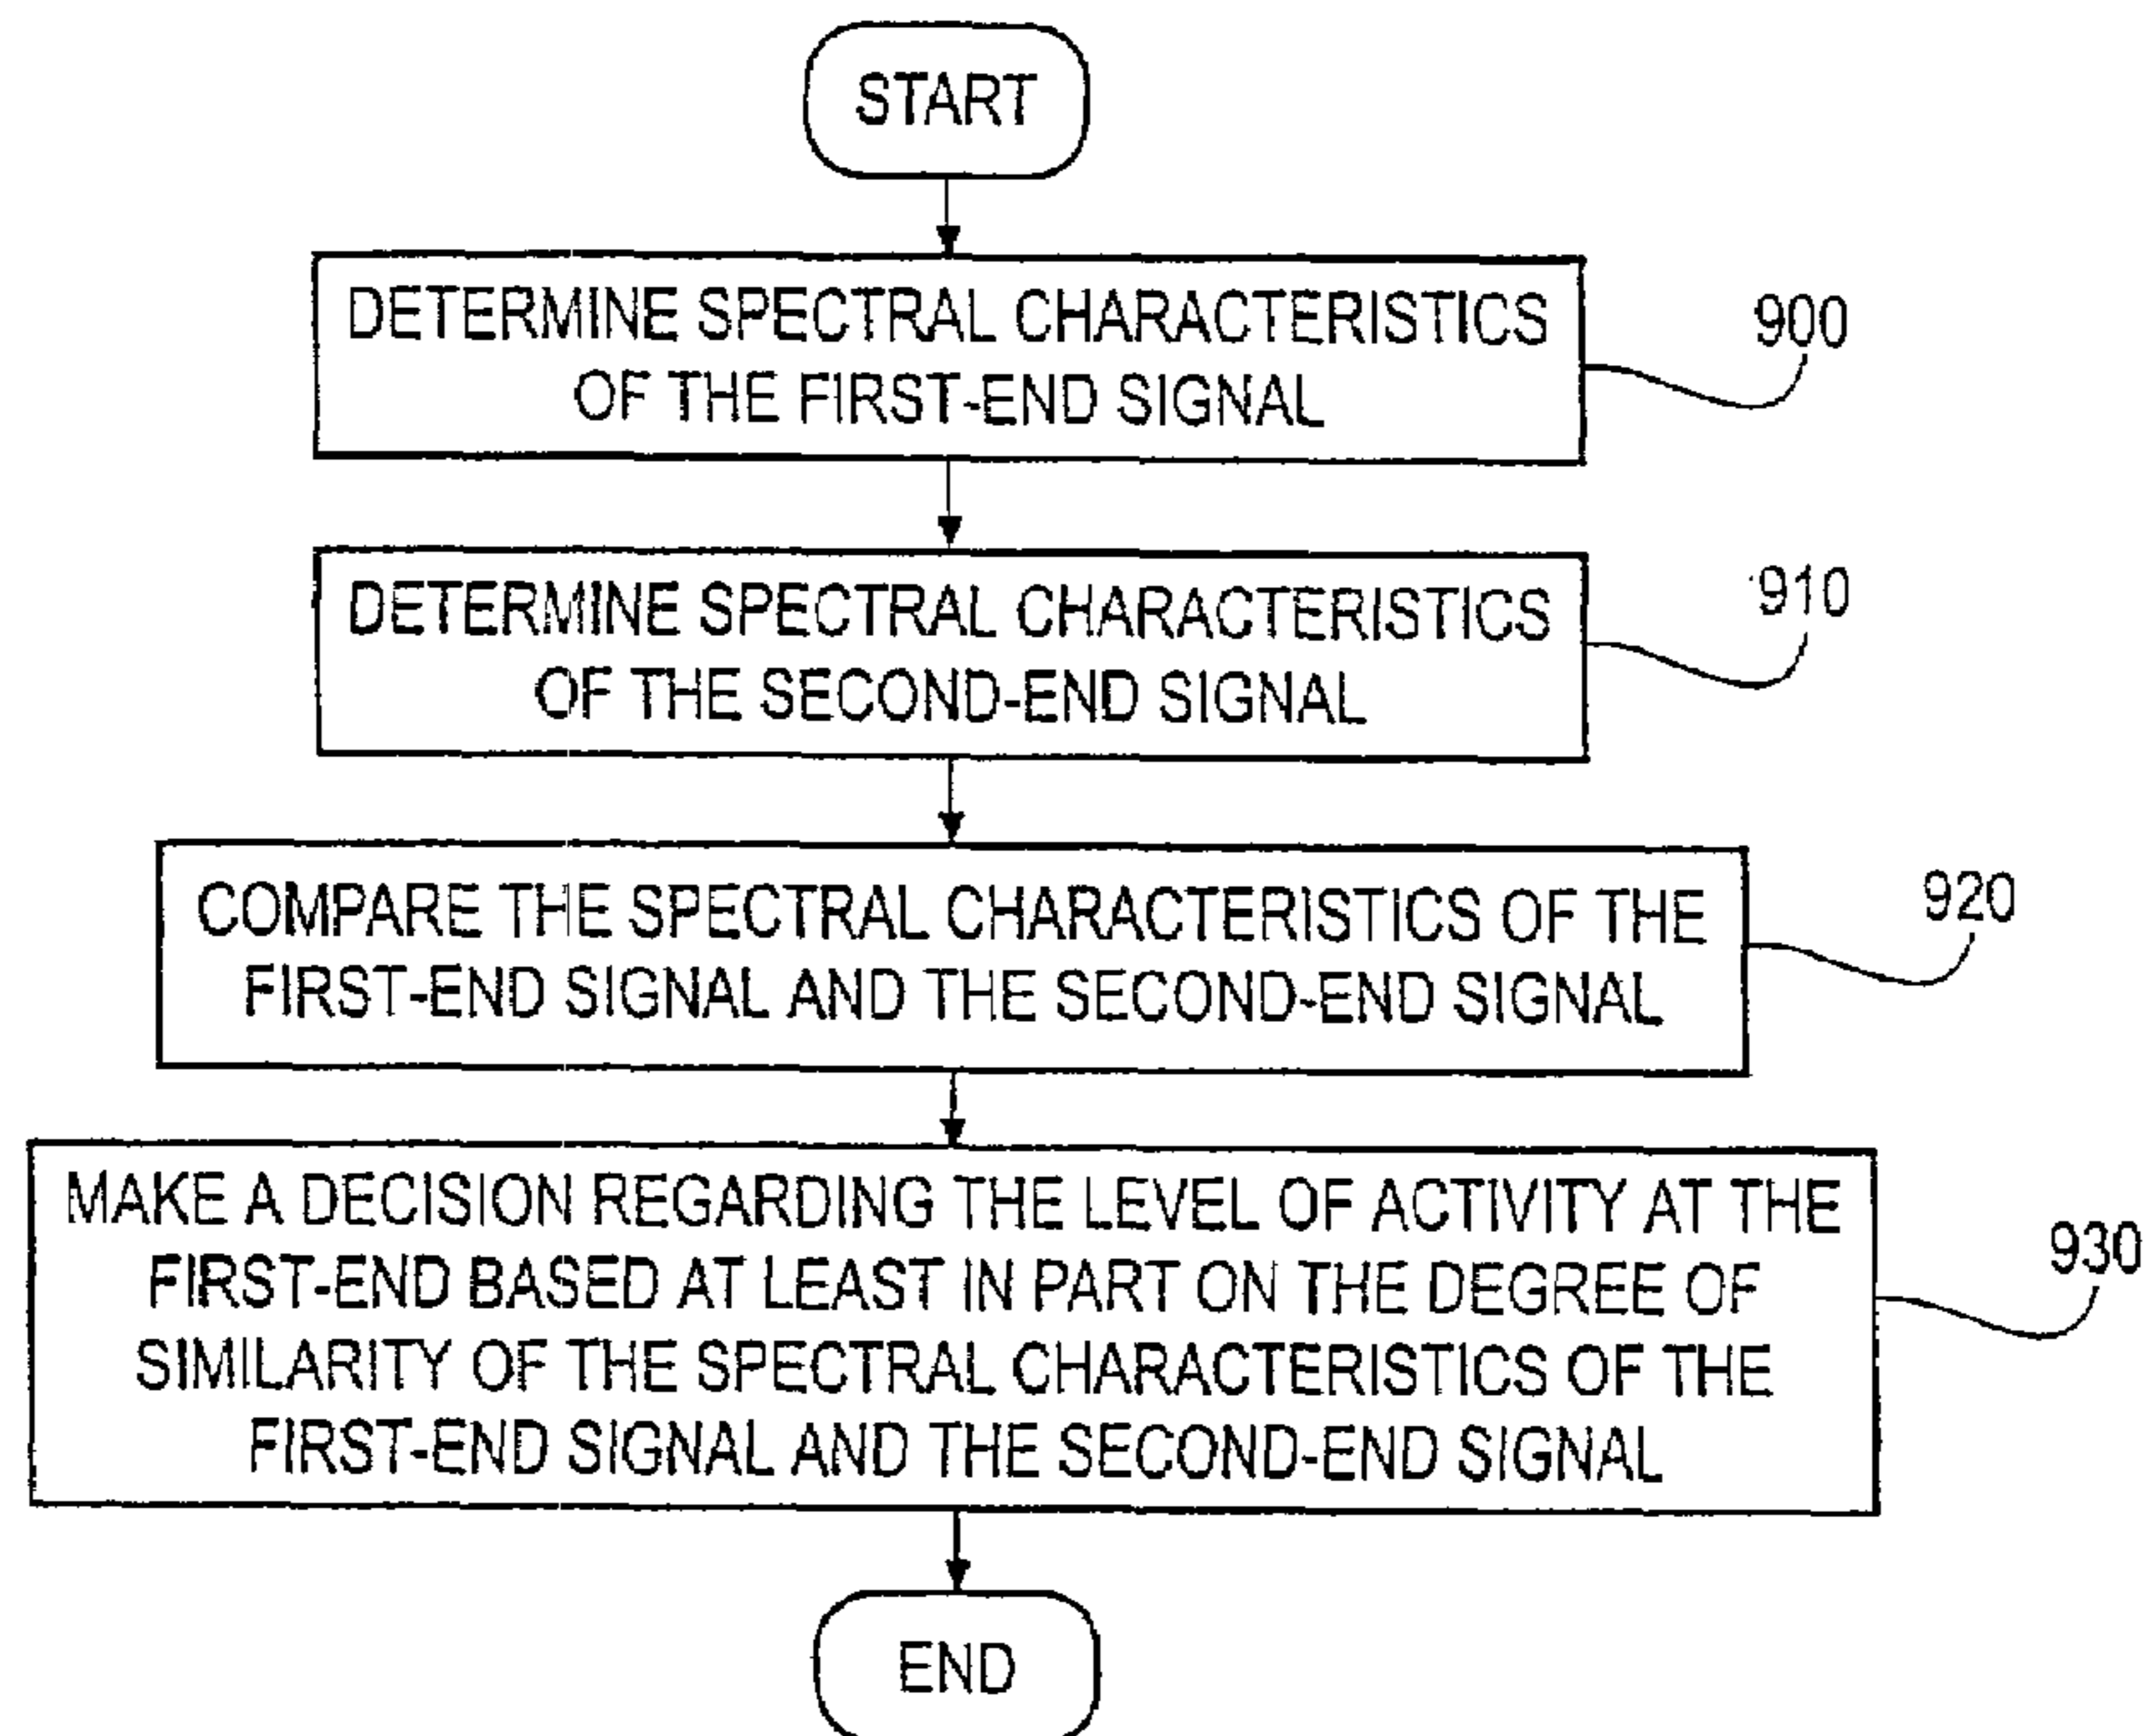 START
DETERMINE SPECTRAL CHARACTERISTICS
OF THE FIRST-END SIGNAL
900
DETERMINE SPECTRAL CHARACTERISTICS
OF THE SECOND-END SIGNAL
910
COMPARE THE SPECTRAL CHARACTERISTICS OF THE
FIRST-END SIGNAL AND THE SECOND-END SIGNAL
920
MAKE A DECISION REGARDING THE LEVEL OF ACTIVITY AT THE
FIRST-END BASED AT LEAST IN PART ON THE DEGREE OF
SIMILARITY OF THE SPECTRAL CHARACTERISTICS OF THE
FIRST-END SIGNAL AND THE SECOND-END SIGNAL
930
END